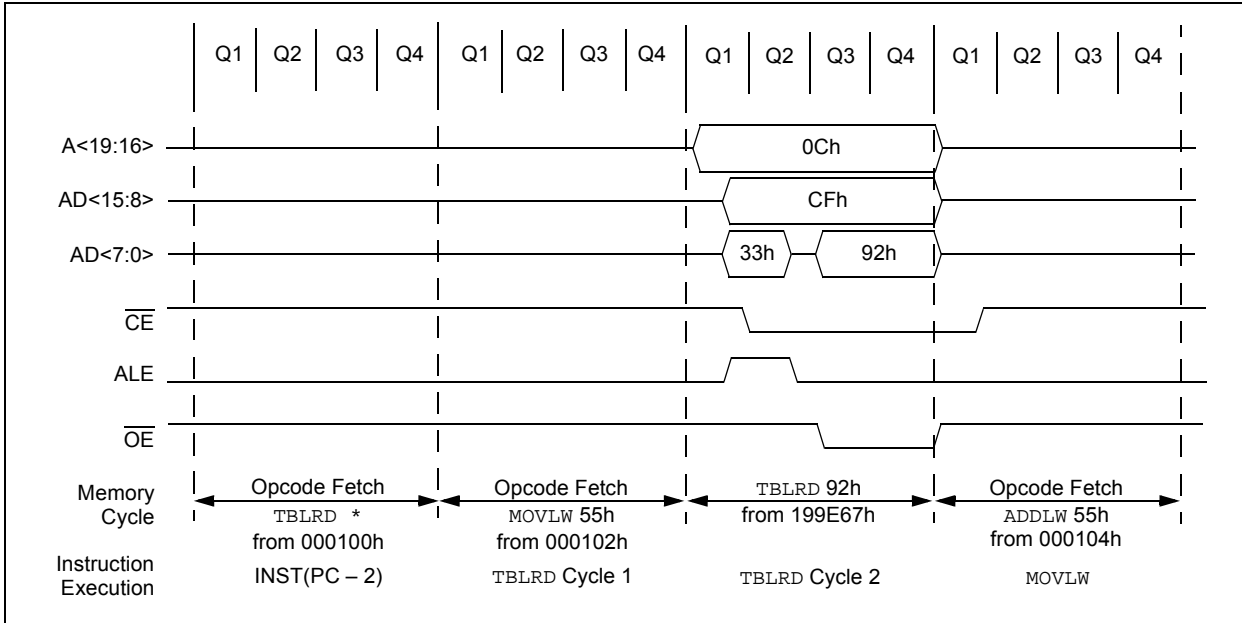 Q1 Q2 Q3 Q4 Q1 Q2 Q3 Q4 Q1 Q2 Q3 Q4 Q1 Q2 Q3 Q4
A<19:16> 0Ch
AD<15:8> CFh
AD<7:0> 33h 92h
CE
ALE
OE
Memory Cycle
Opcode Fetch
TBLRD *
from 000100h
Opcode Fetch
MOVLW 55h
from 000102h
TBLRD 92h
from 199E67h
Opcode Fetch
ADDLW 55h
from 000104h
Instruction Execution
INST(PC – 2)
TBLRD Cycle 1
TBLRD Cycle 2
MOVLW